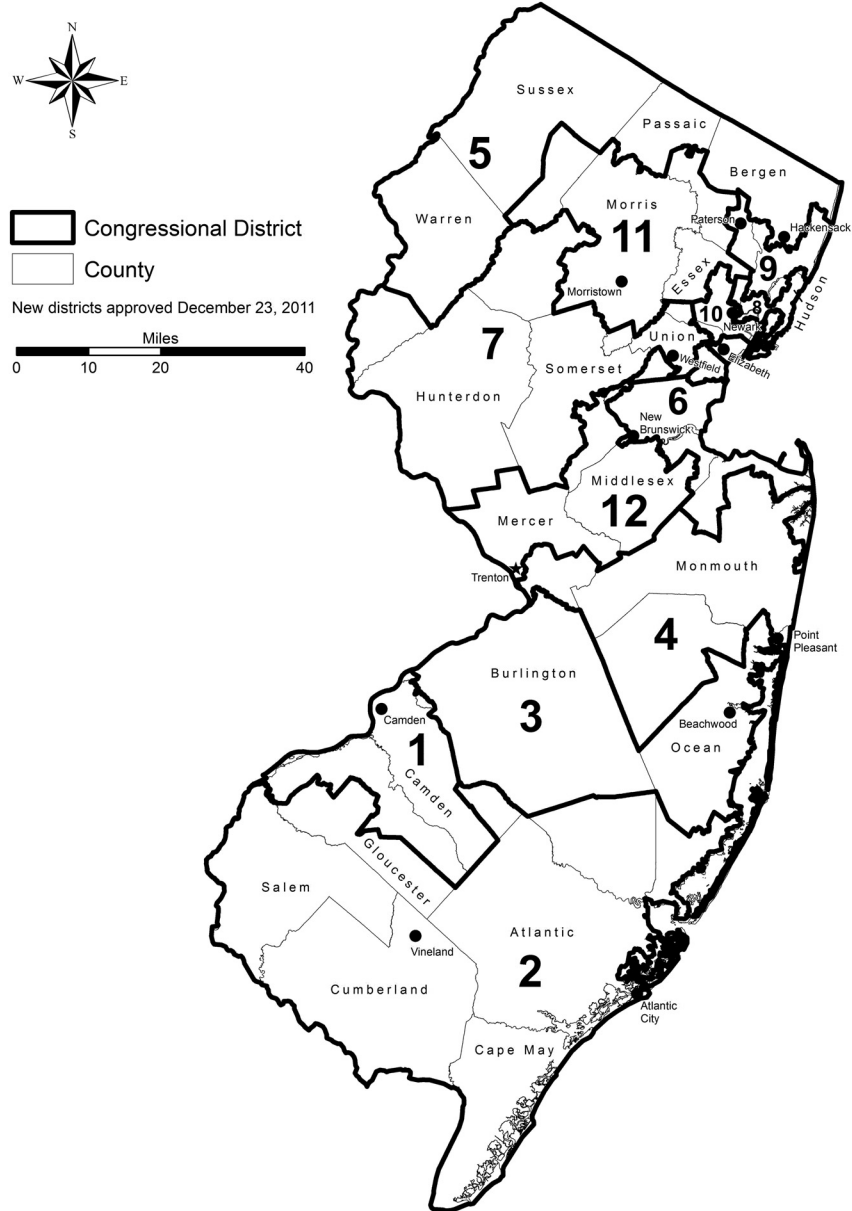 N
W E
S
Congressional District
County
New districts approved December 23, 2011
Miles
0 10 20 40
Sussex
Passaic
Bergen
5
Warren
Morris
Paterson
Hackensack
11
Essex
9
Morristown
Hudson
10
8
Newark
7
Union
Somerset
Westfield
Elizabeth
Hunterdon
6
New
Brunswick
Middlesex
12
Mercer
Trenton
Monmouth
4
Point
Pleasant
Burlington
3
Camden
Beachwood
1
Ocean
Camden
Gloucester
Salem
Atlantic
Vineland
2
Cumberland
Atlantic
City
Cape May